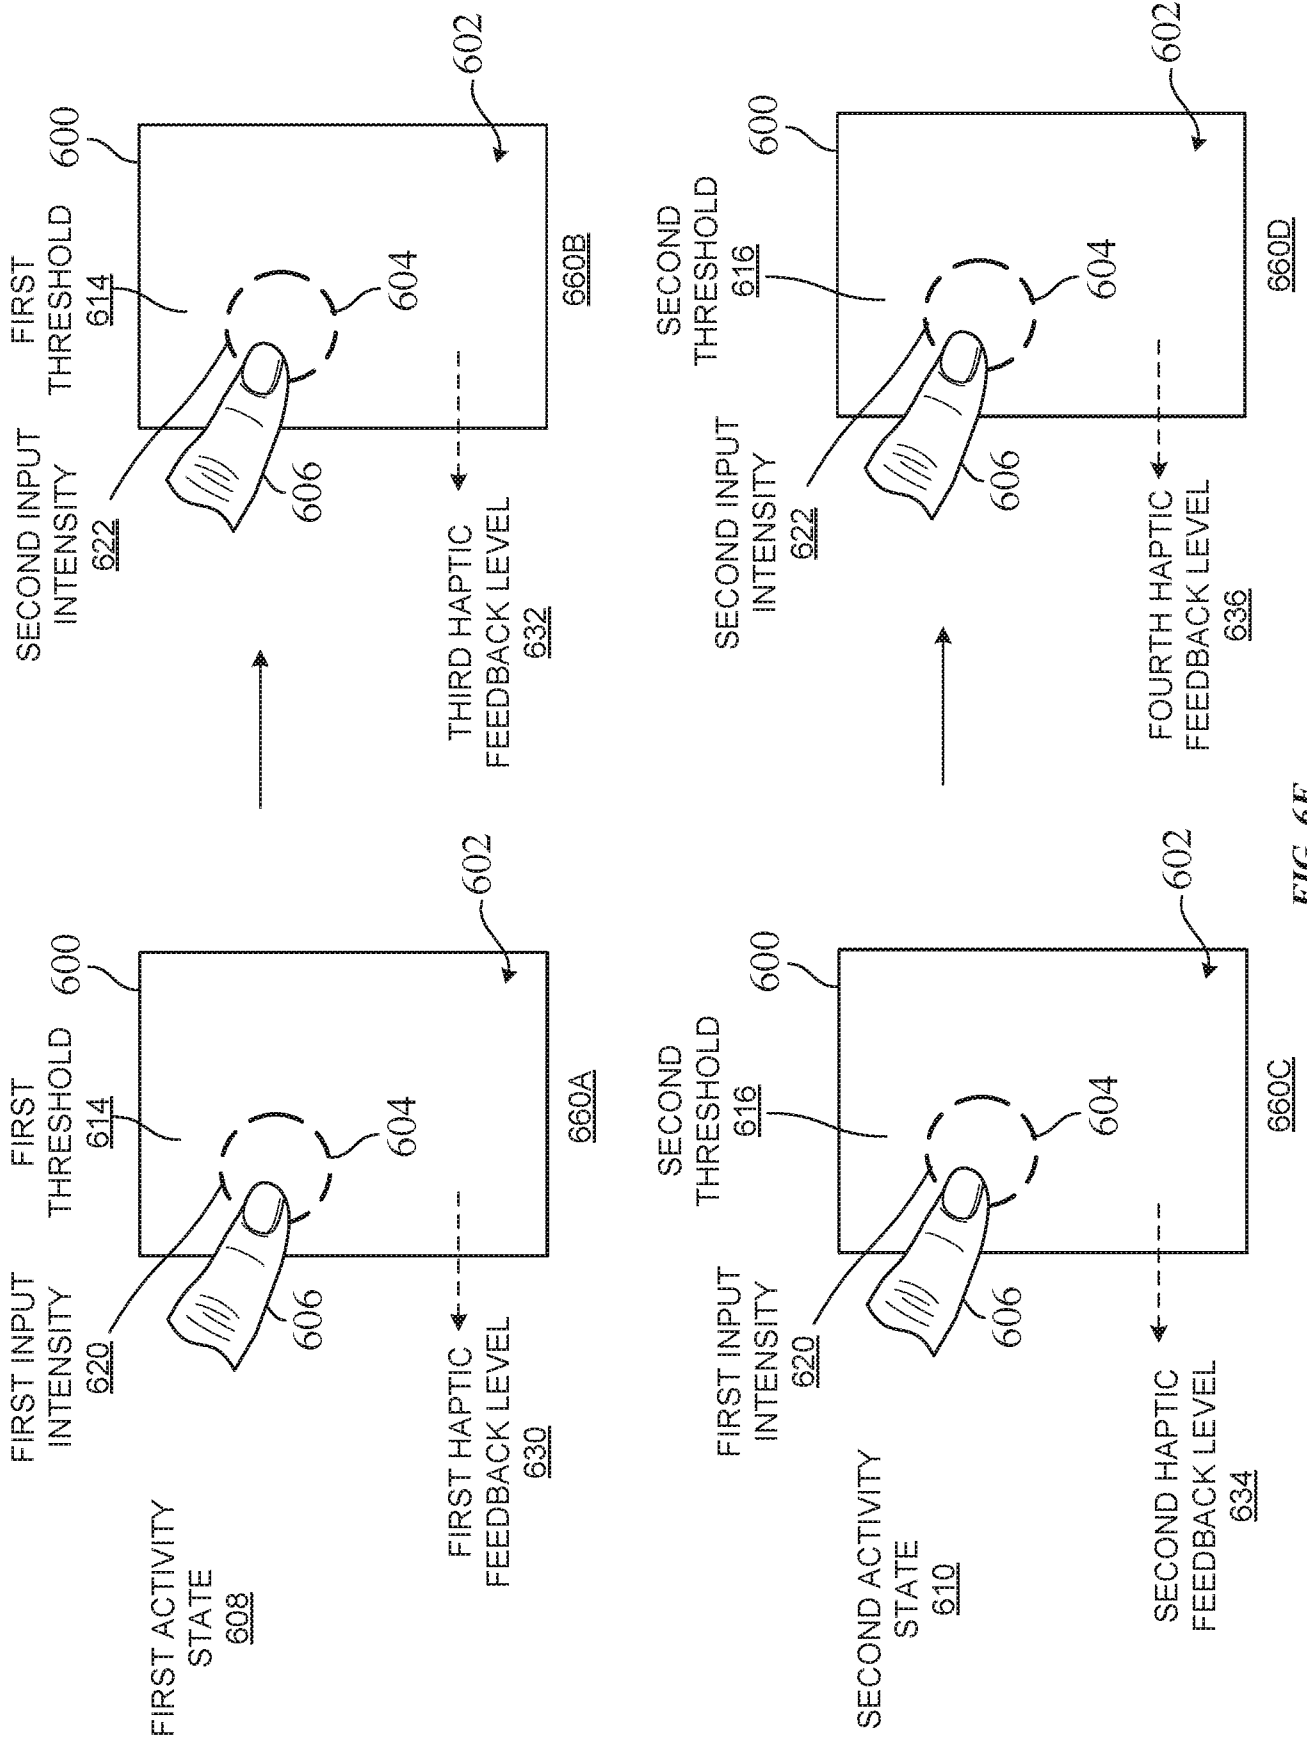 FIRST ACTIVITY
STATE
608
FIRST INPUT
INTENSITY
620
FIRST
THRESHOLD
614
600
602
604
606
FIRST HAPTIC
FEEDBACK LEVEL
630
660A
SECOND INPUT
INTENSITY
622
FIRST
THRESHOLD
614
600
602
604
606
THIRD HAPTIC
FEEDBACK LEVEL
632
660B
SECOND ACTIVITY
STATE
610
FIRST INPUT
INTENSITY
620
SECOND
THRESHOLD
616
600
602
604
606
SECOND HAPTIC
FEEDBACK LEVEL
634
660C
SECOND INPUT
INTENSITY
622
SECOND
THRESHOLD
616
600
602
604
606
FOURTH HAPTIC
FEEDBACK LEVEL
636
660D
FIG.